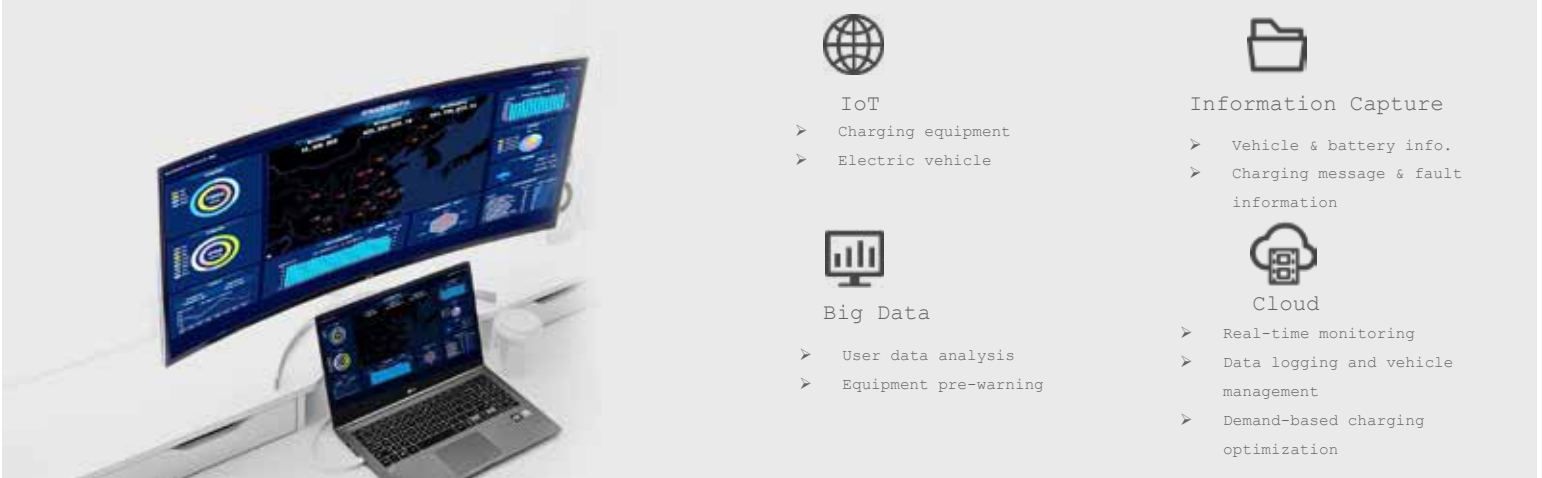 IoT
Charging equipment
Electric vehicle
Information Capture
Vehicle & battery info.
Charging message & fault
information
Big Data
User data analysis
Equipment pre-warning
Cloud
Real-time monitoring
Data logging and vehicle
management
Demand-based charging
optimization